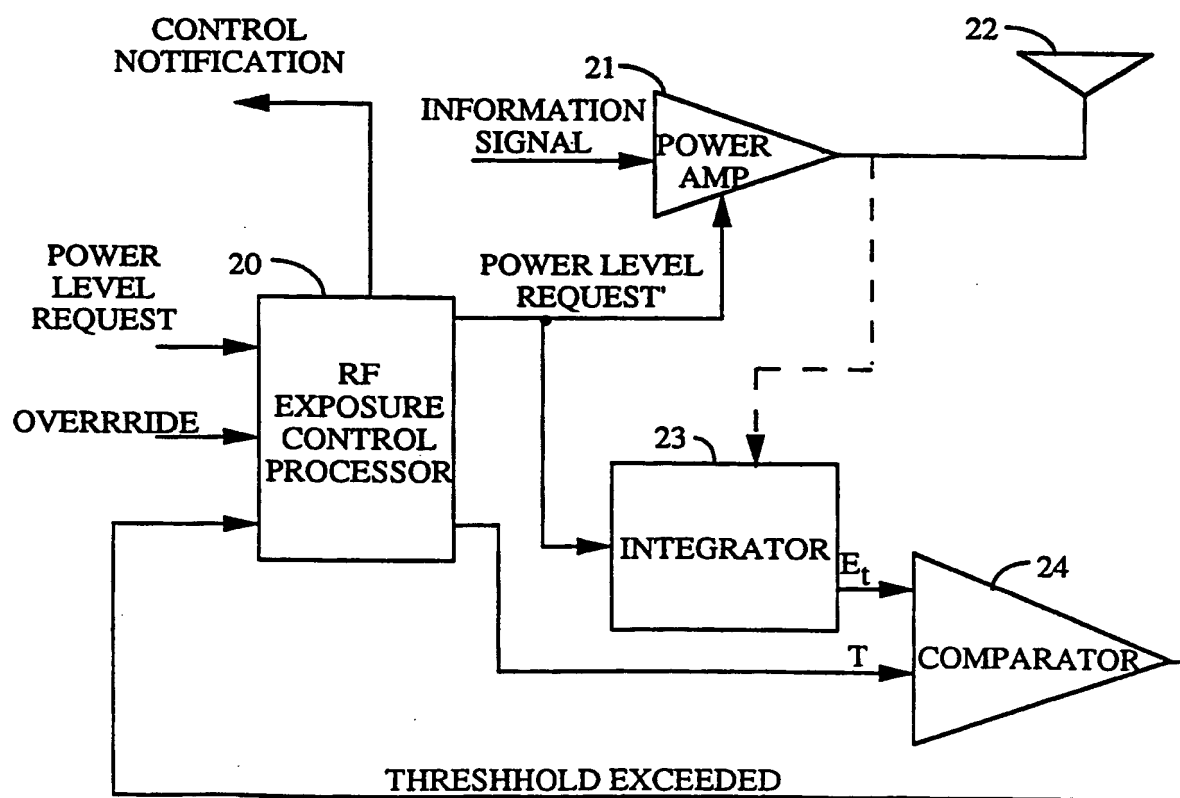 CONTROL
NOTIFICATION
22
21
INFORMATION
SIGNAL
POWER
AMP
POWER
LEVEL
REQUEST
20
POWER LEVEL
REQUEST'
OVERRRIDE
RF
EXPOSURE
CONTROL
PROCESSOR
23
INTEGRATOR
Et
24
T
COMPARATOR
THRESHHOLD EXCEEDED